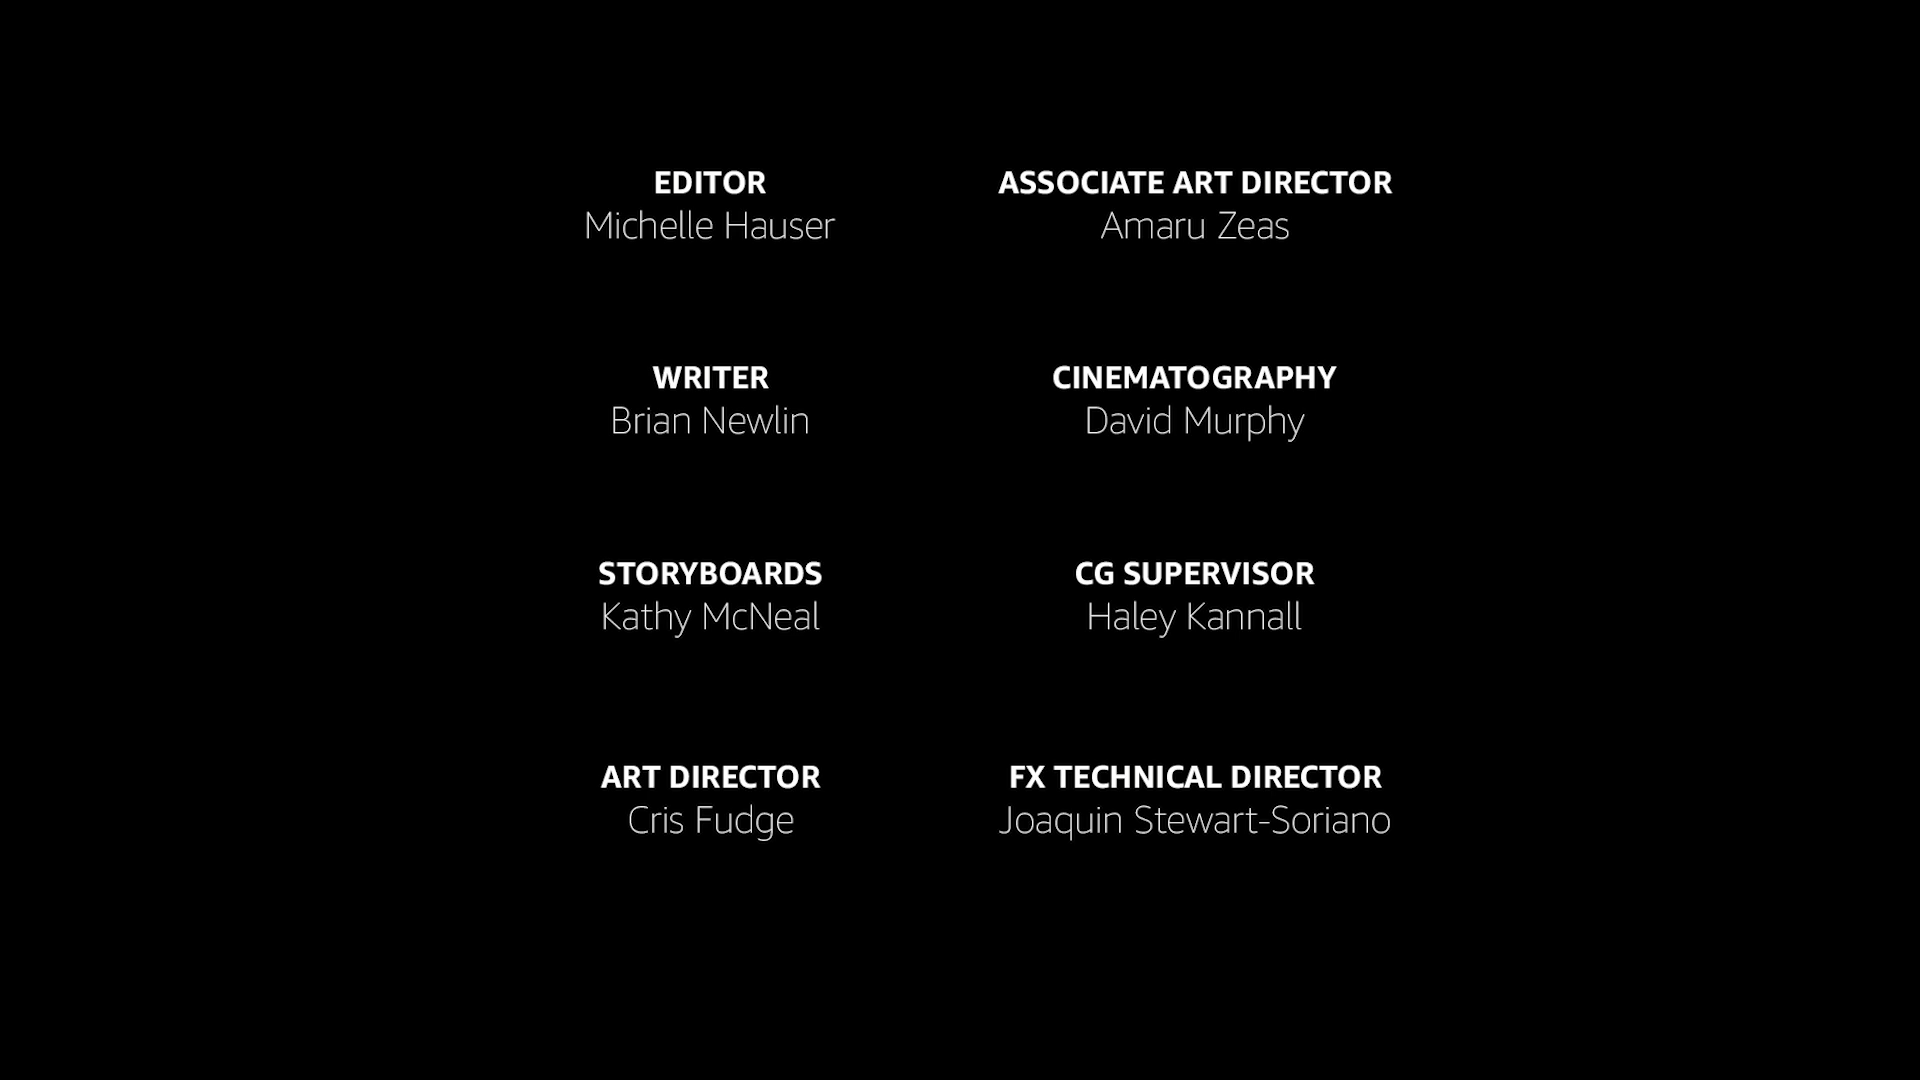 EDITOR
Michelle Hauser
ASSOCIATE ART DIRECTOR
Amaru Zeas
WRITER
Brian Newlin
CINEMATOGRAPHY
David Murphy
STORYBOARDS
Kathy McNeal
CG SUPERVISOR
Haley Kannall
ART DIRECTOR
Cris Fudge
FX TECHNICAL DIRECTOR
Joaquin Stewart-Soriano